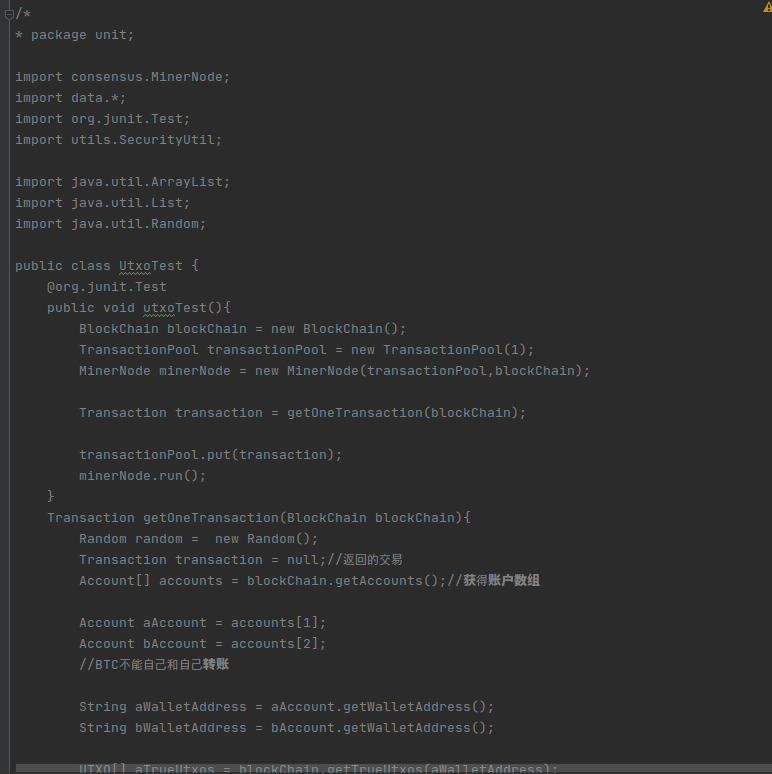 /*
* package unit;
import consensus.MinerNode;
import data.*;
import org.junit.Test;
import utils.SecurityUtil;
import java.util.ArrayList;
import java.util.List;
import java.util.Random;
public class UtxoTest {
@org.junit.Test
public void utxoTest(){
BlockChain blockChain = new BlockChain();
TransactionPool transactionPool = new TransactionPool(1);
MinerNode minerNode = new MinerNode(transactionPool,blockChain);
Transaction transaction = getOneTransaction(blockChain);
transactionPool.put(transaction);
minerNode.run();
}
Transaction getOneTransaction(BlockChain blockChain){
Random random =  new Random();
Transaction transaction = null;//返回的交易
Account[] accounts = blockChain.getAccounts();//获得账户数组
Account aAccount = accounts[1];
Account bAccount = accounts[2];
//BTC不能自己和自己转账
String aWalletAddress = aAccount.getWalletAddress();
String bWalletAddress = bAccount.getWalletAddress();
UTXO[] aTrueUtxos = blockChain.getTrueUtxos(aWalletAddress);